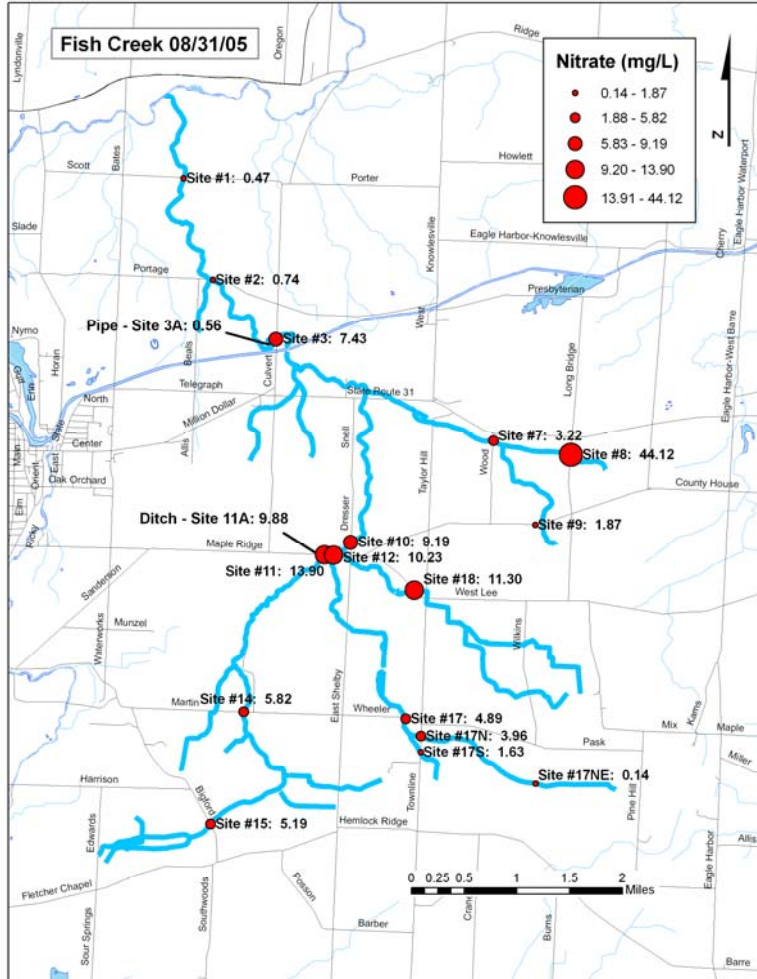 Fish Creek 08/31/05
Nitrate (mg/L)
0.14 - 1.87
1.88 - 5.82
5.83 - 9.19
9.20 - 13.90
13.91 - 44.12
N
Lyndonville
Oregon
Ridge
Bates
Scott
Site #1: 0.47
Porter
Howlett
Knowlesville
Eagle Harbor Waterport
Cherry
Slade
Eagle Harbor-Knowlesville
Portage
Site #2: 0.74
Presbyterian
West
Pipe - Site 3A: 0.56
Site #3: 7.43
Nymo
Horan
Erin
Gulf
Beals
Culvert
Long Bridge
Eagle Harbor-West Barre
Telegraph
State Route 31
North
Million Dollar
Snell
State
East
Center
Allis
Main
Orient
Oak Orchard
Elm
Ricky
Taylor Hill
Wood
Site #7: 3.22
Site #8: 44.12
County House
Dresser
Site #9: 1.87
Ditch - Site 11A: 9.88
Site #10: 9.19
Maple Ridge
Site #12: 10.23
Site #11: 13.90
Site #18: 11.30
West Lee
Sanderson
Waterworks
Munzel
Wilkins
East Shelby
Martin
Site #14: 5.82
Wheeler
Site #17: 4.89
Site #17N: 3.96
Site #17S: 1.63
Pask
Mix
Kams
Maple
Miller
Site #17NE: 0.14
Harrison
Bigford
Townline
Pine Hill
Edwards
Site #15: 5.19
Hemlock Ridge
Eagle Harbor
Allis
Fletcher Chapel
Southwoods
Posson
0 0.25 0.5 1 1.5 2
Miles
Sour Springs
Barber
Crane
Burns
Barre